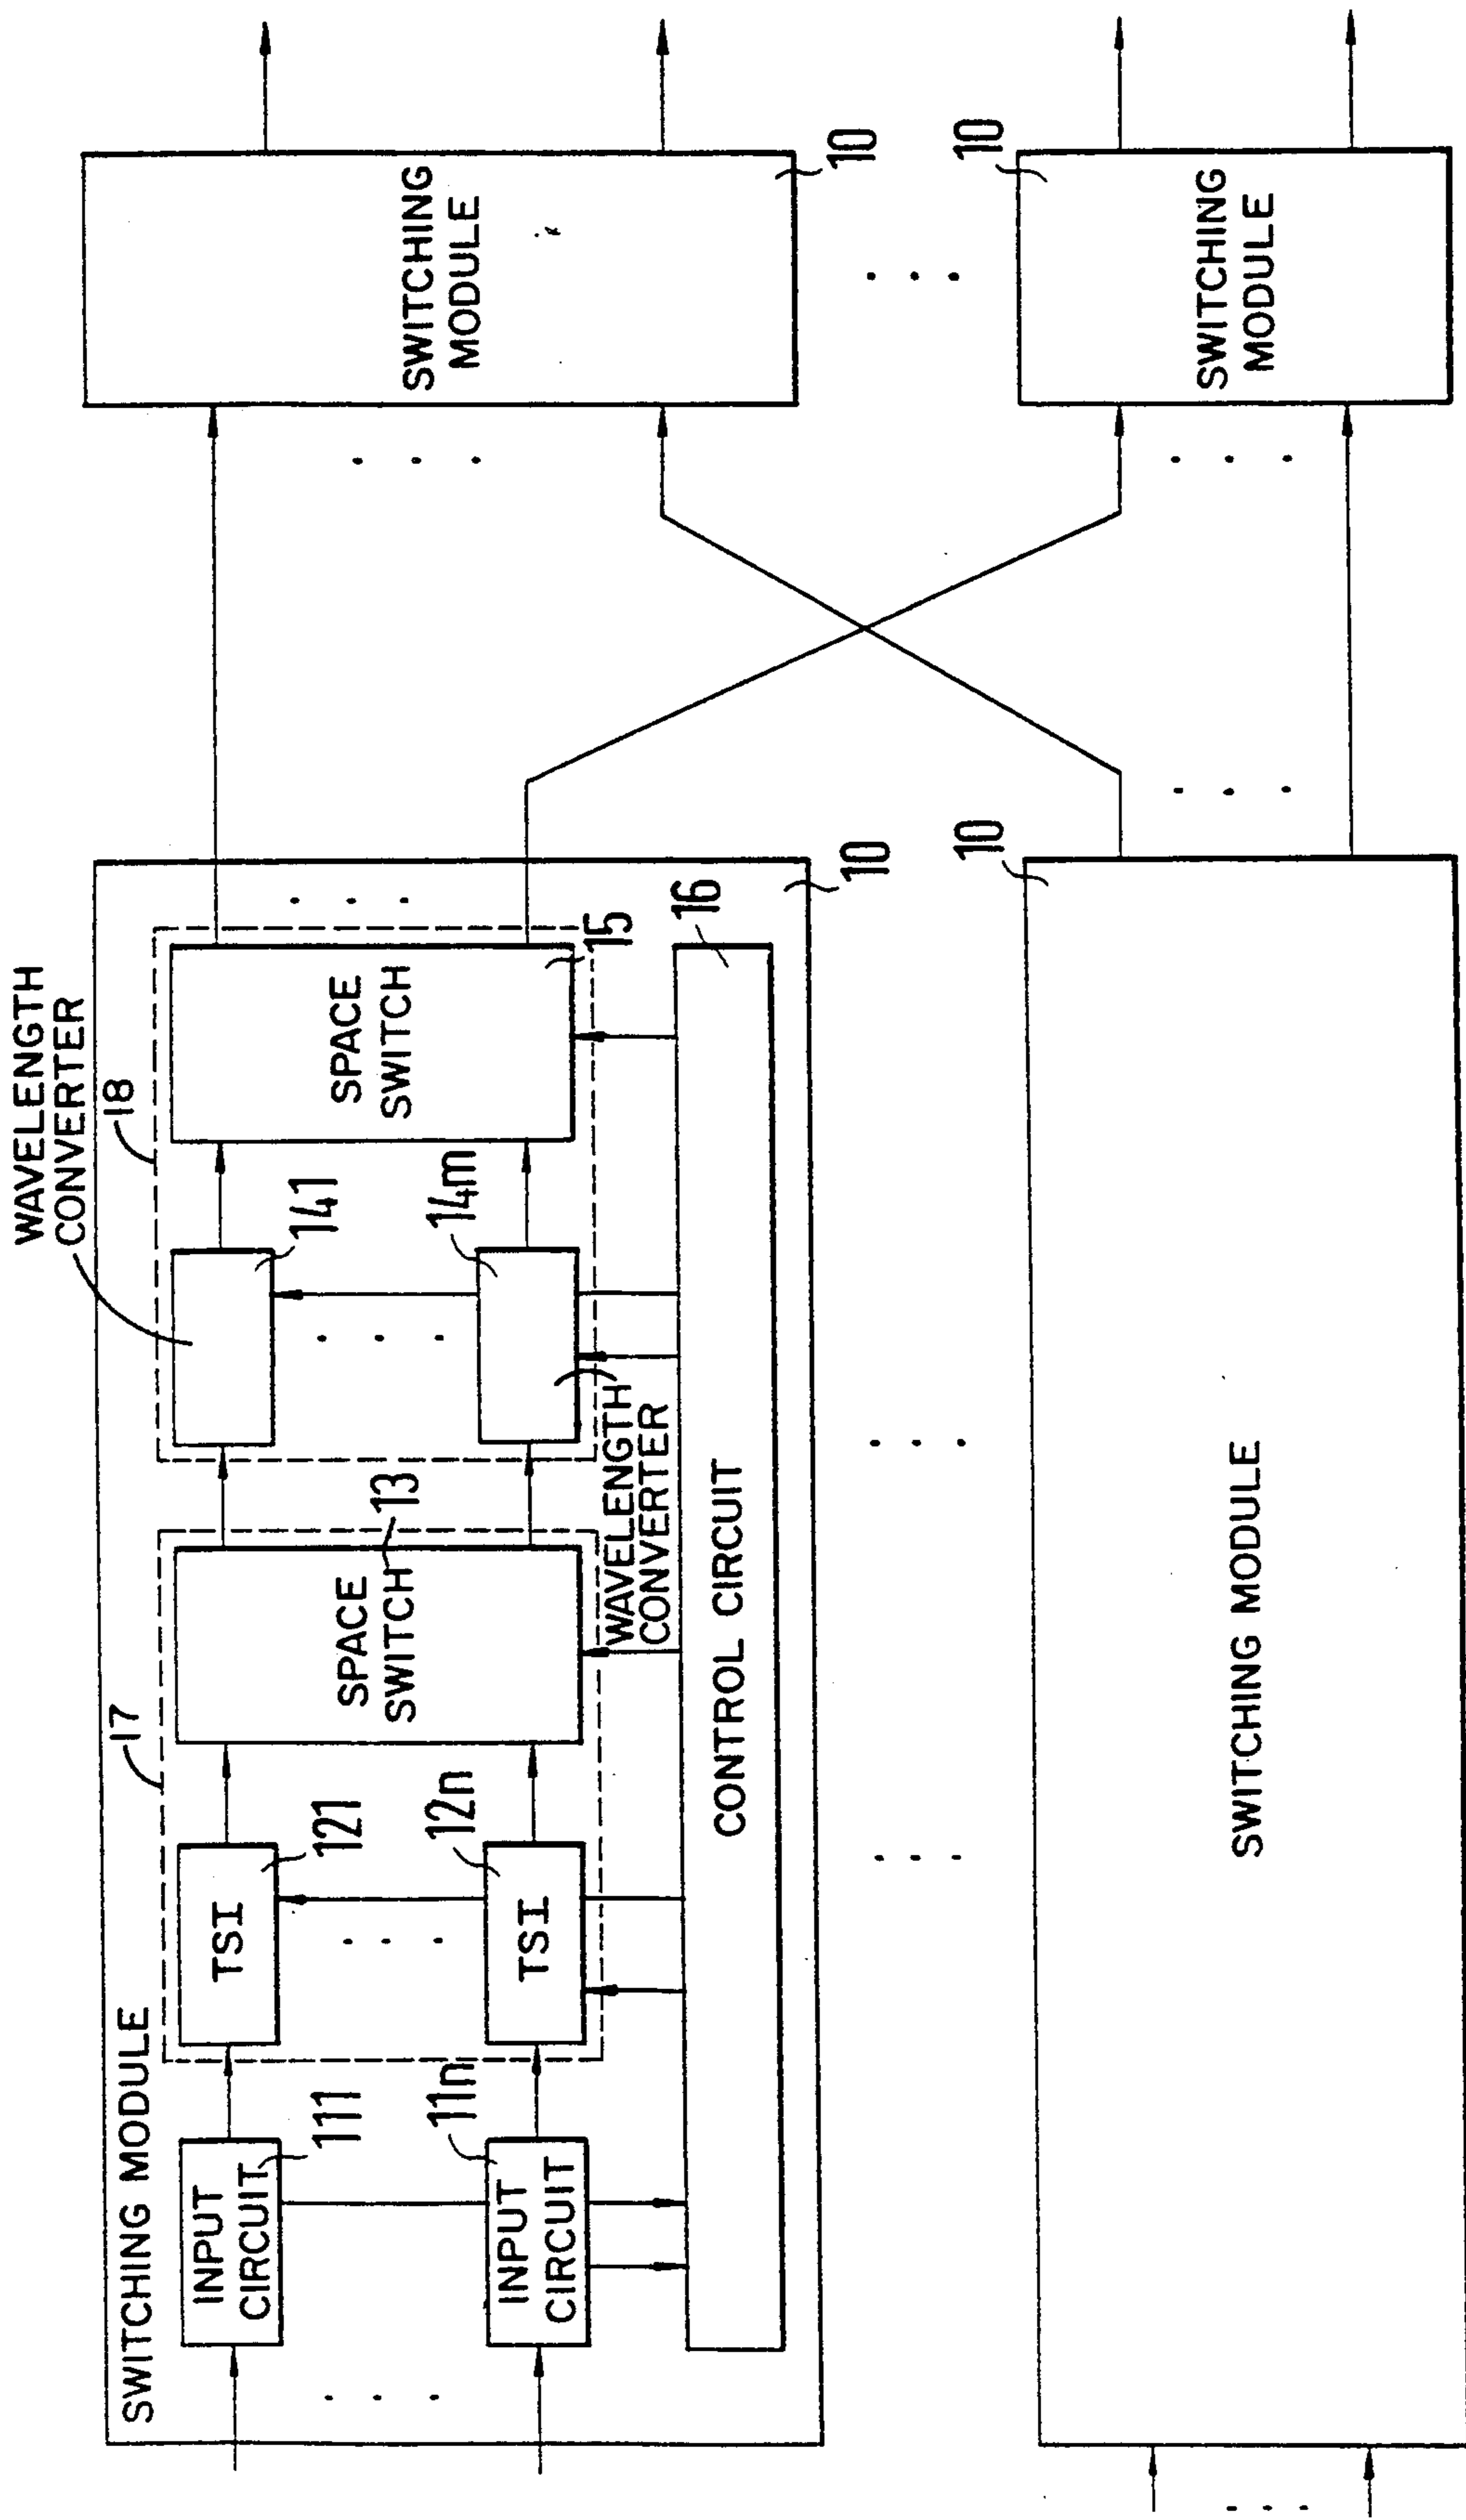 SWITCHING MODULE
17
18
WAVELENGTH
CONVERTER
INPUT
CIRCUIT
111
TSI
121
SPACE
SWITCH
13
141
SPACE
SWITCH
15
INPUT
CIRCUIT
11n
TSI
12n
14m
WAVELENGTH
CONVERTER
CONTROL CIRCUIT
16
10
SWITCHING
MODULE
10
SWITCHING MODULE
10
SWITCHING
MODULE
10